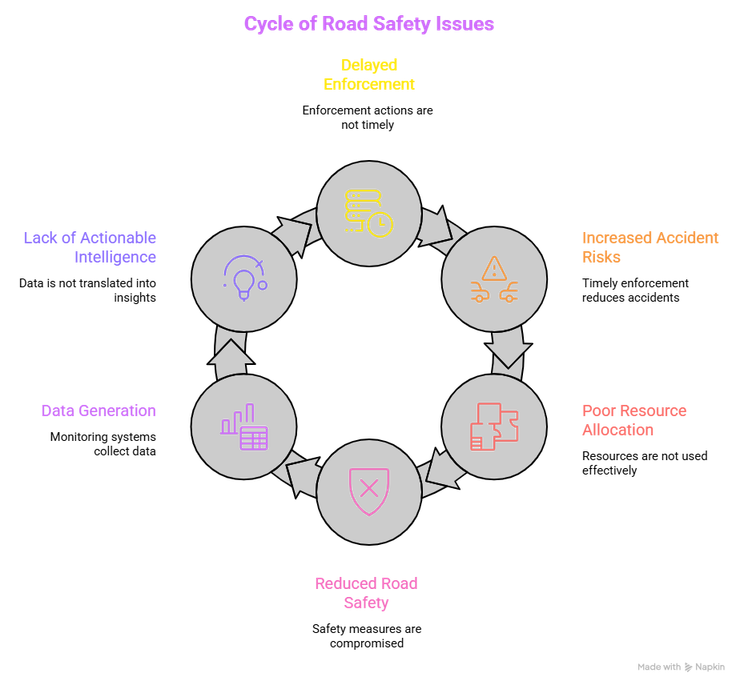 Cycle of Road Safety Issues
Delayed
Enforcement
Enforcement actions are
not timely
Increased Accident
Risks
Timely enforcement
reduces accidents
Poor Resource
Allocation
Resources are not used
effectively
Reduced Road
Safety
Safety measures are
compromised
Data Generation
Monitoring systems
collect data
Lack of Actionable
Intelligence
Data is not translated into
insights
Made with Napkin